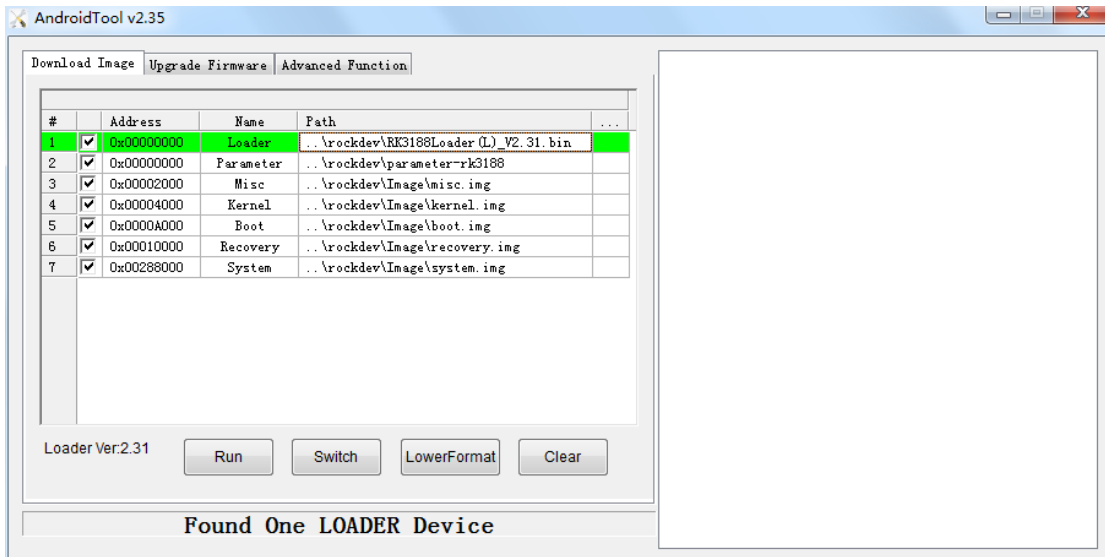 AndroidTool v2.35
Download Image Upgrade Firmware Advanced Function
# Address Name Path ...
1 0x00000000 Loader ..\rockdev\RK3188Loader(L)_V2.31.bin
2 0x00000000 Parameter ..\rockdev\parameter-rk3188
3 0x00002000 Misc ..\rockdev\Image\misc.img
4 0x00004000 Kernel ..\rockdev\Image\kernel.img
5 0x0000A000 Boot ..\rockdev\Image\boot.img
6 0x00010000 Recovery ..\rockdev\Image\recovery.img
7 0x00288000 System ..\rockdev\Image\system.img
Loader Ver:2.31 Run Switch LowerFormat Clear
Found One LOADER Device